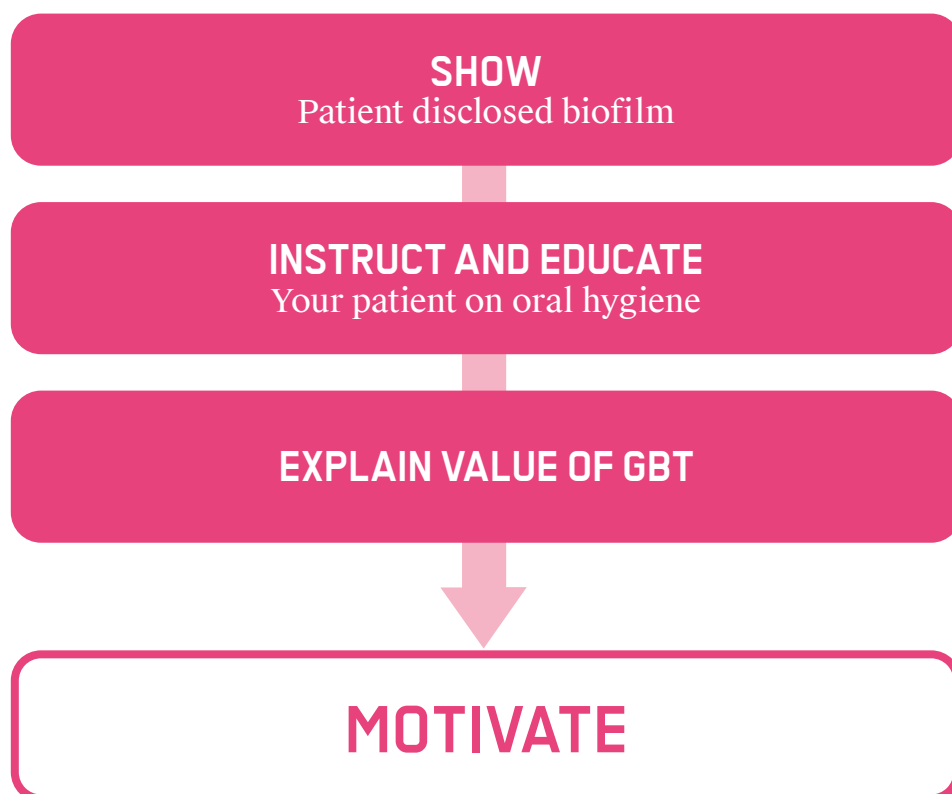 SHOW
Patient disclosed biofilm
INSTRUCT AND EDUCATE
Your patient on oral hygiene
EXPLAIN VALUE OF GBT
MOTIVATE